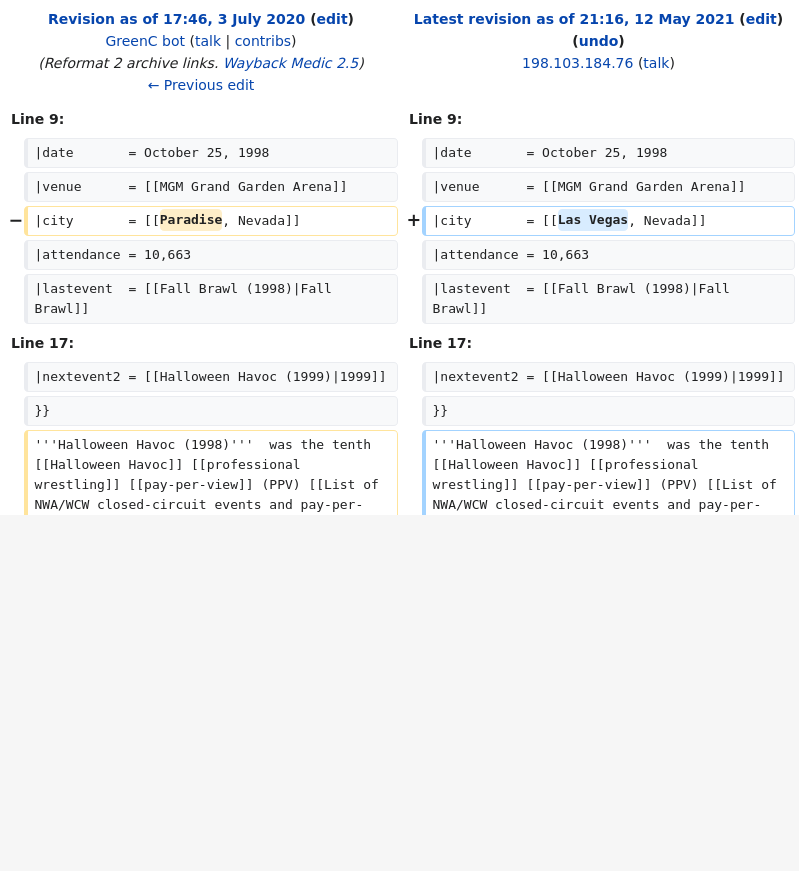 Revision as of 17:46, 3 July 2020 (edit)
GreenC bot (talk | contribs)
(Reformat 2 archive links. Wayback Medic 2.5)
← Previous edit
Latest revision as of 21:16, 12 May 2021 (edit)
(undo)
198.103.184.76 (talk)
Line 9:
Line 9:
|date       = October 25, 1998
|date       = October 25, 1998
|venue      = [[MGM Grand Garden Arena]]
|venue      = [[MGM Grand Garden Arena]]
− |city       = [[Paradise, Nevada]]
+ |city       = [[Las Vegas, Nevada]]
|attendance = 10,663
|attendance = 10,663
|lastevent  = [[Fall Brawl (1998)|Fall
Brawl]]
|lastevent  = [[Fall Brawl (1998)|Fall
Brawl]]
Line 17:
Line 17:
|nextevent2 = [[Halloween Havoc (1999)|1999]]
|nextevent2 = [[Halloween Havoc (1999)|1999]]
}}
}}
'''Halloween Havoc (1998)'''  was the tenth
[[Halloween Havoc]] [[professional
wrestling]] [[pay-per-view]] (PPV) [[List of
NWA/WCW closed-circuit events and pay-per-
'''Halloween Havoc (1998)'''  was the tenth
[[Halloween Havoc]] [[professional
wrestling]] [[pay-per-view]] (PPV) [[List of
NWA/WCW closed-circuit events and pay-per-